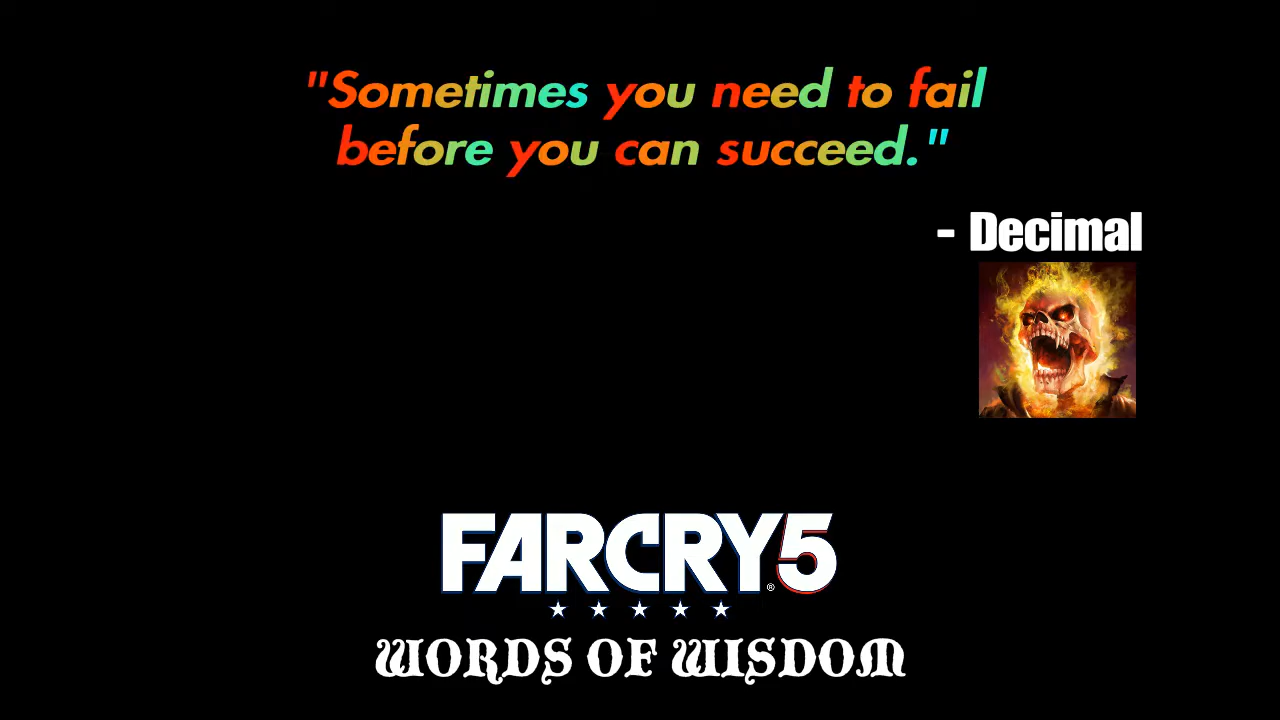 "Sometimes you need to fail
before you can succeed."
- Decimal
FARCRY5®
WORDS OF WISDOM